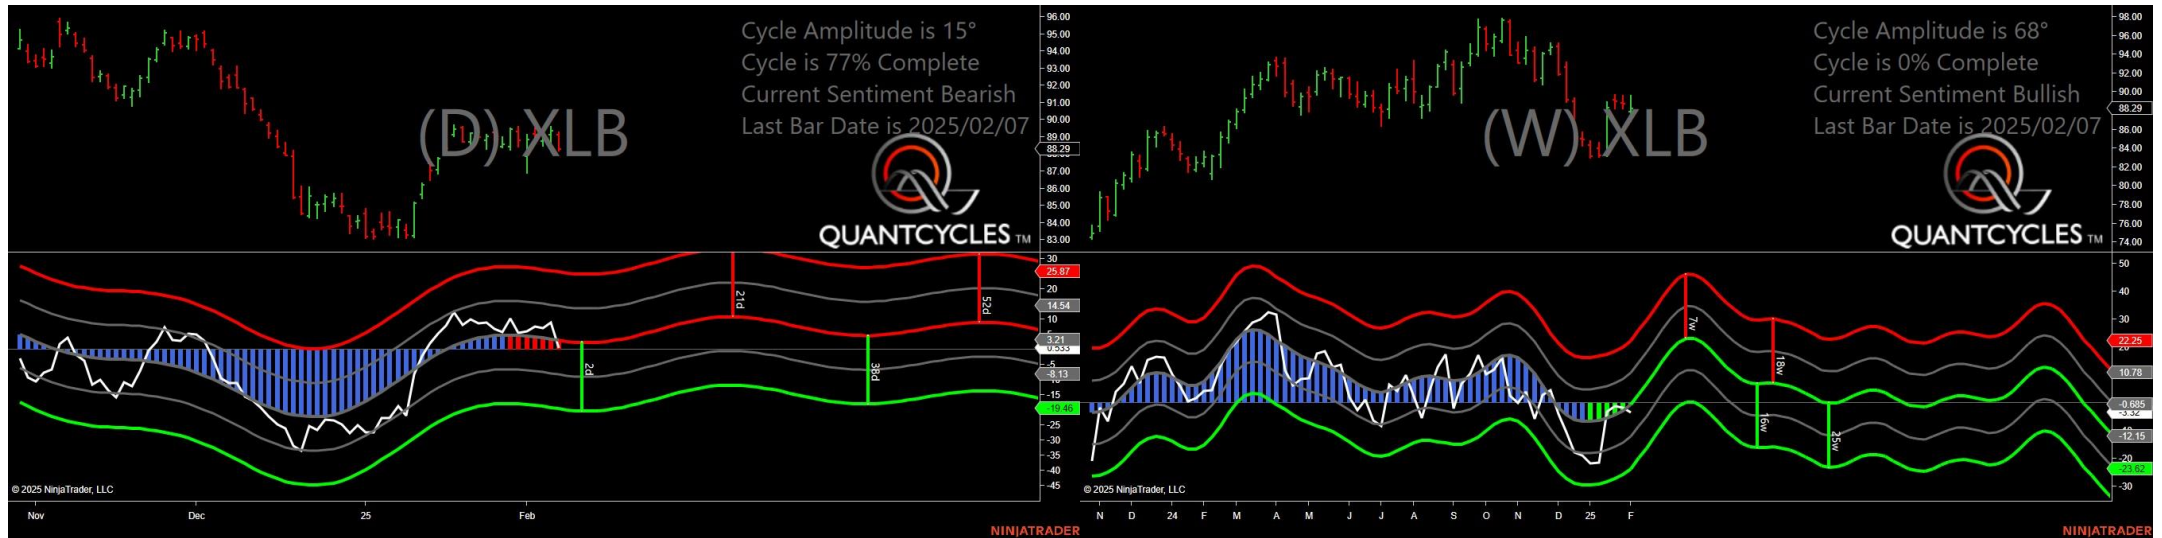 Cycle Amplitude is 15°
Cycle is 77% Complete
Current Sentiment Bearish
Last Bar Date is 2025/02/07
(D) XLB
QUANTCYCLES TM
96.00
95.00
94.00
93.00
92.00
91.00
90.00
89.00
88.29
87.00
86.00
85.00
84.00
83.00
30
25.87
20
14.54
10
3.21
0.533
-5
-8.13
-15
-19.46
-25
-30
-35
-40
-45
21d
52d
2d
38d
© 2025 NinjaTrader, LLC
Nov Dec 25 Feb
NINJATRADER
Cycle Amplitude is 68°
Cycle is 0% Complete
Current Sentiment Bullish
Last Bar Date is 2025/02/07
(W) XLB
QUANTCYCLES TM
98.00
96.00
94.00
92.00
90.00
88.29
86.00
84.00
82.00
80.00
78.00
76.00
74.00
50
40
30
22.25
10.78
-0.685
-3.32
-12.15
-20
-23.62
-30
7w
18w
16w
25w
© 2025 NinjaTrader, LLC
N D 24 F M A M J J A S O N D 25 F
NINJATRADER